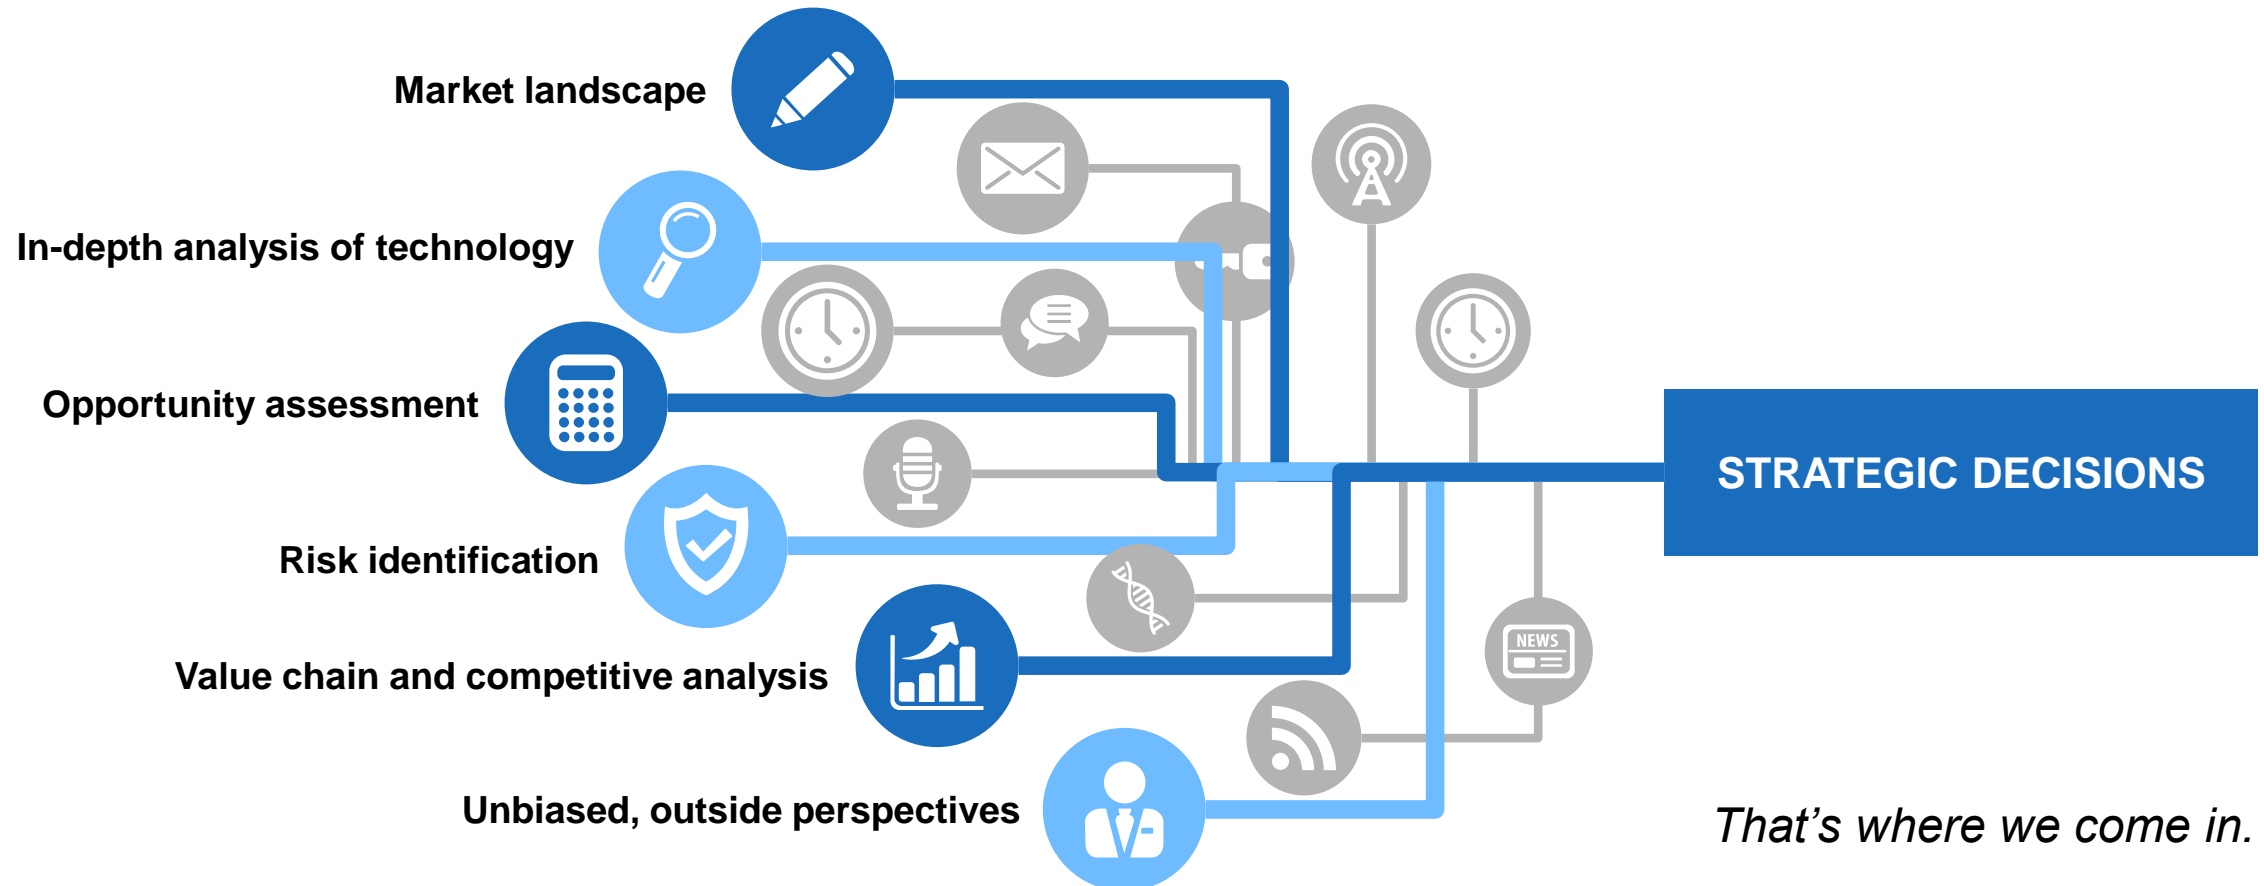 Market landscape
In-depth analysis of technology
Opportunity assessment
STRATEGIC DECISIONS
Risk identification
NEWS
Value chain and competitive analysis
Unbiased, outside perspectives
That’s where we come in.